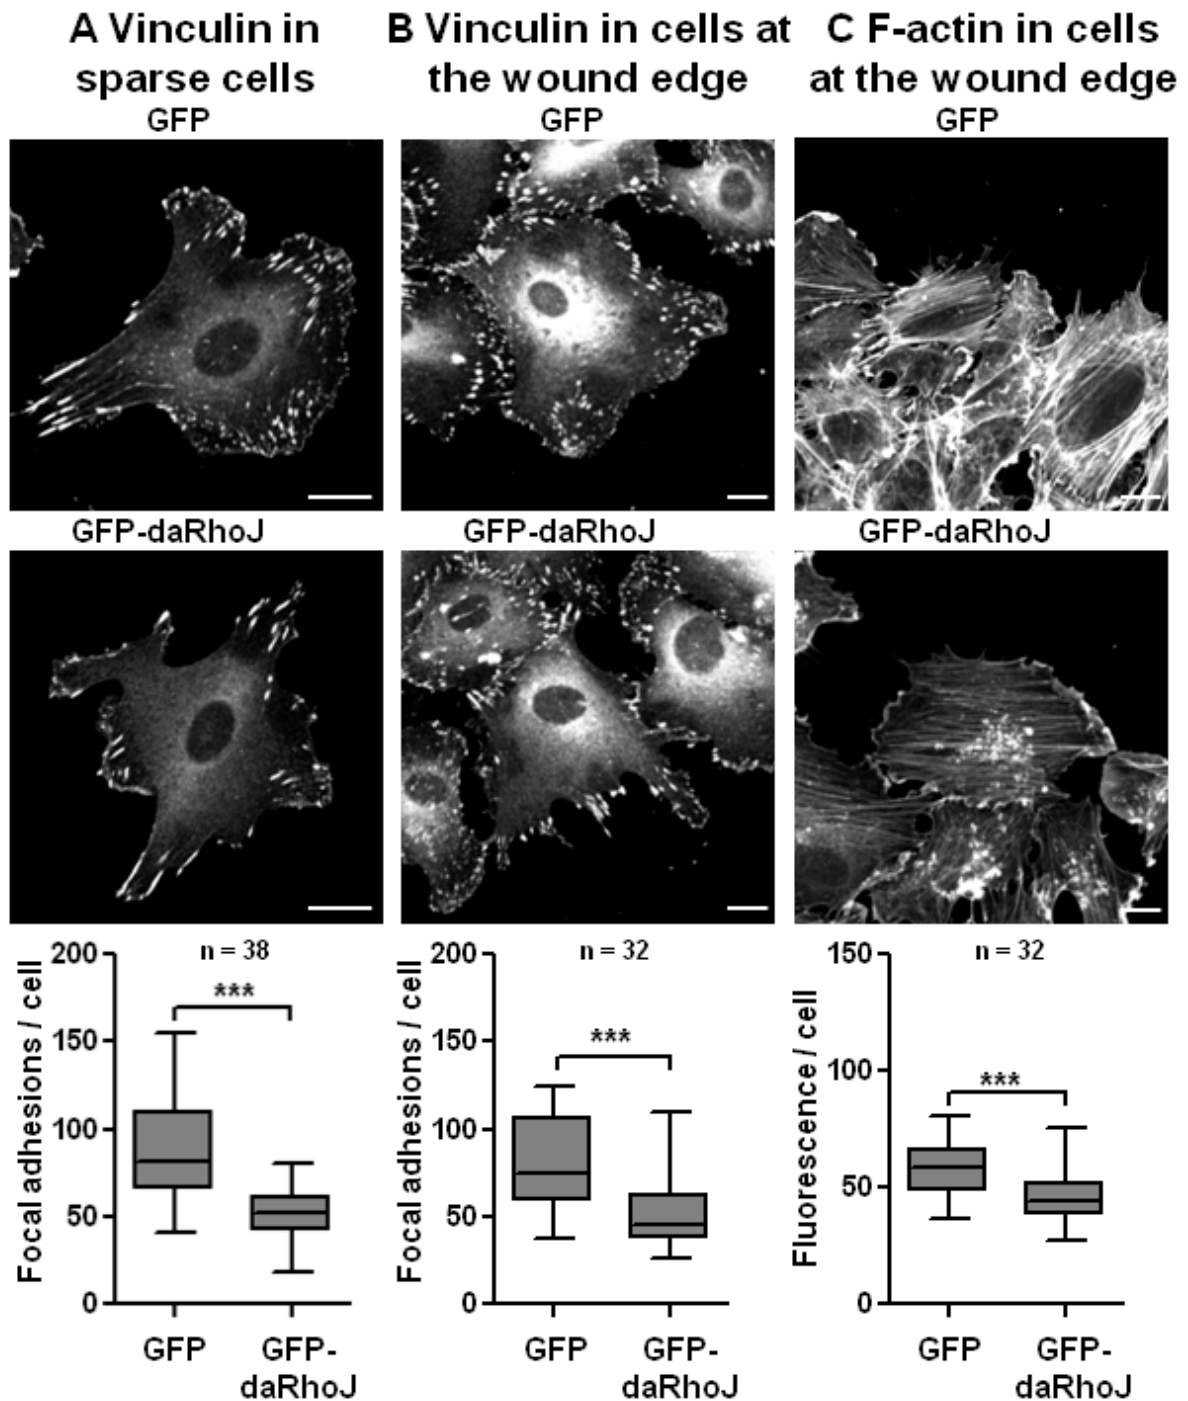 A Vinculin in
sparse cells
GFP
B Vinculin in cells at
the wound edge
GFP
C F-actin in cells
at the wound edge
GFP
GFP-daRhoJ
GFP-daRhoJ
GFP-daRhoJ
Focal adhesions / cell
200
150
100
50
0
n = 38
***
GFP
GFP-
daRhoJ
Focal adhesions / cell
200
150
100
50
0
n = 32
***
GFP
GFP-
daRhoJ
Fluorescence / cell
150
100
50
0
n = 32
***
GFP
GFP-
daRhoJ